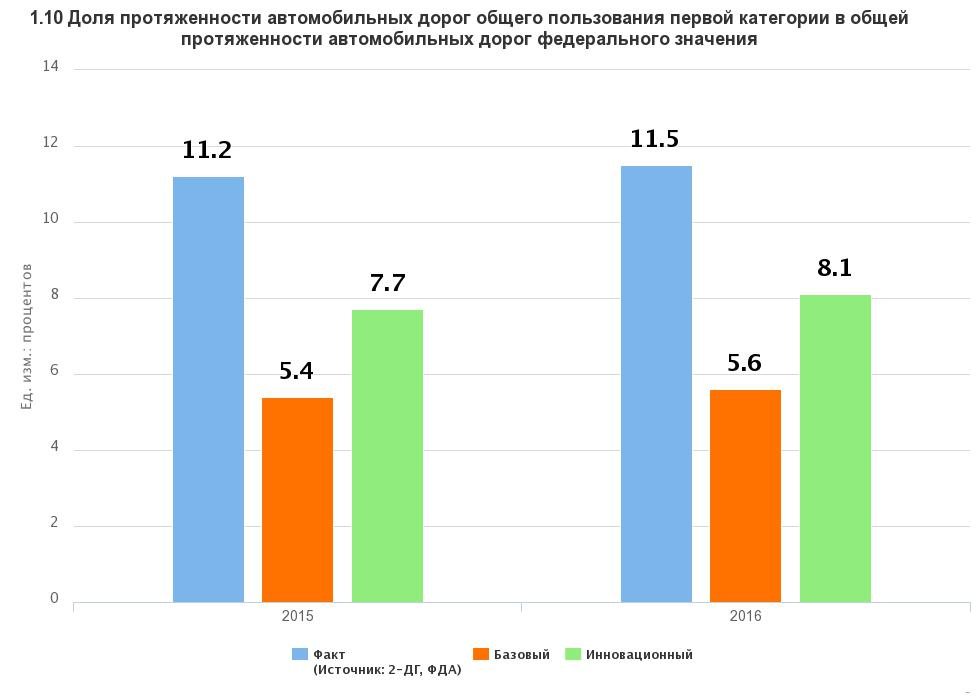 1.10 Доля протяженности автомобильных дорог общего пользования первой категории в общей
протяженности автомобильных дорог федерального значения
Ед. изм.: процентов
14
12
10
8
6
4
2
0
11.2
5.4
7.7
11.5
5.6
8.1
2015
2016
Факт
(Источник: 2-ДГ, ФДА)
Базовый
Инновационный